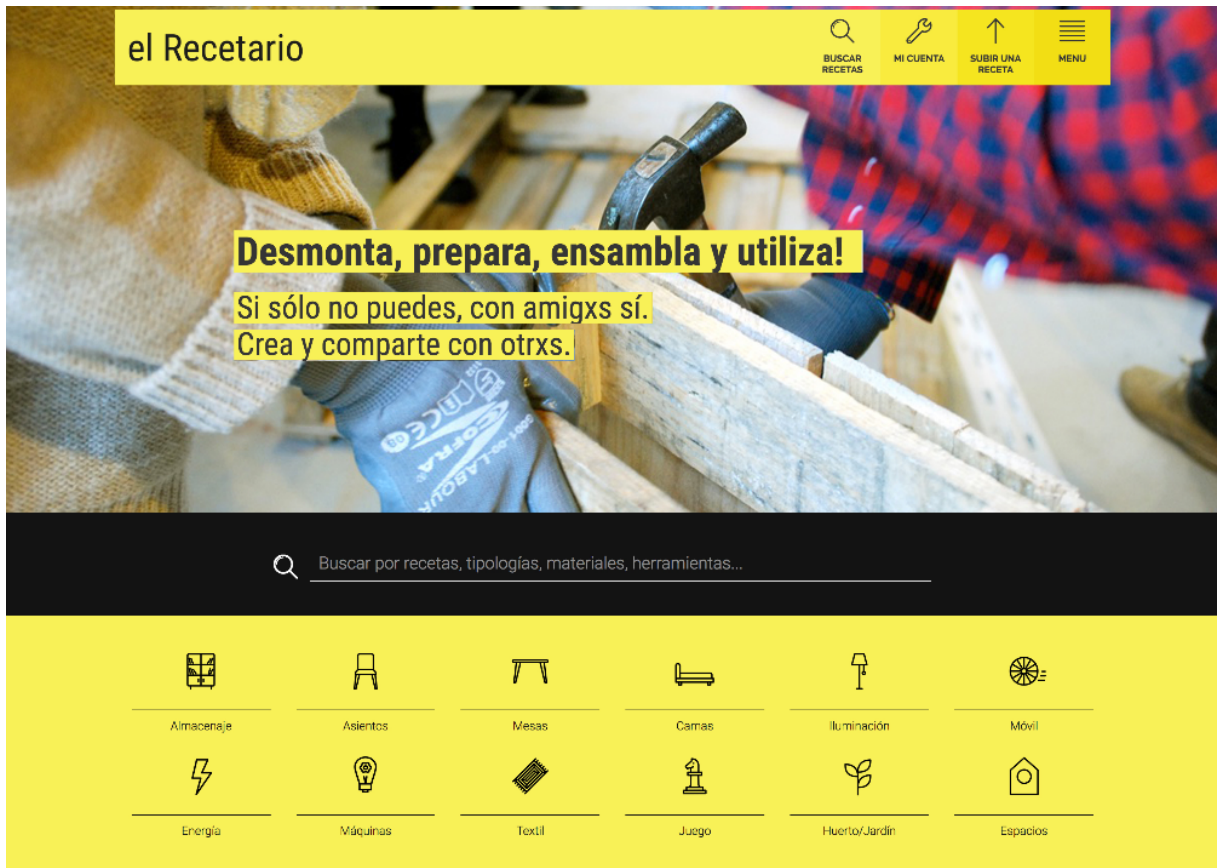 el Recetario
BUSCAR
RECETAS
MI CUENTA
SUBIR UNA
RECETA
MENU
Desmonta, prepara, ensambla y utiliza!
Si sólo no puedes, con amigxs sí.
Crea y comparte con otrxs.
COFRA
LABOUR
Buscar por recetas, tipologías, materiales, herramientas...
Almacenaje
Asientos
Mesas
Camas
Iluminación
Móvil
Energía
Máquinas
Textil
Juego
Huerto/Jardín
Espacios